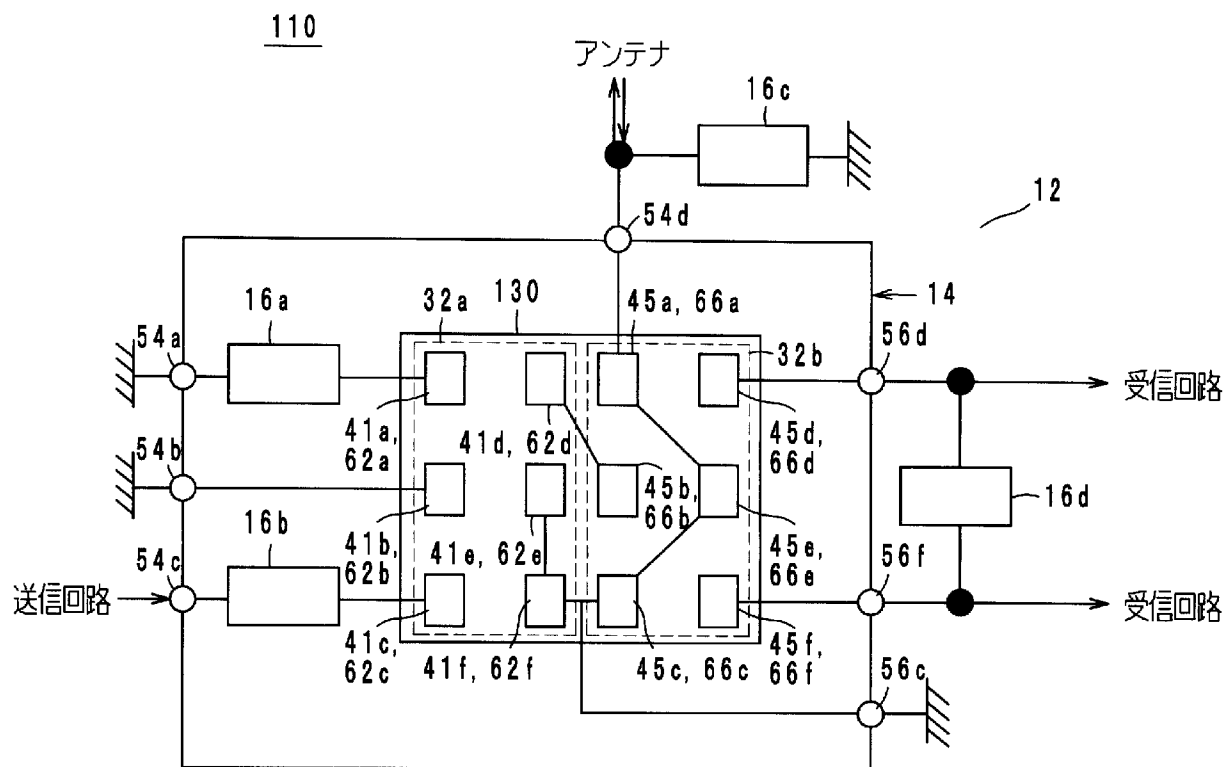 110
アンテナ
16c
12
54d
16a
32a
130
45a, 66a
14
54a
32b
56d
受信回路
41a,
62a
41d, 62d
45d,
66d
54b
16b
45b,
66b
16d
41b,
62b
41e, 62e
45e,
66e
54c
56f
送信回路
受信回路
41c,
62c
41f, 62f
45c, 66c
45f,
66f
56c